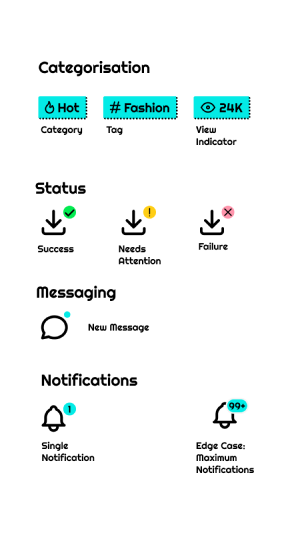 Categorisation
Hot
# Fashion
24K
Category
Tag
View
Indicator
Status
!
Success
Needs
Attention
Failure
Messaging
New Message
Notifications
1
99+
Single
Notification
Edge Case:
Maximum
Notifications